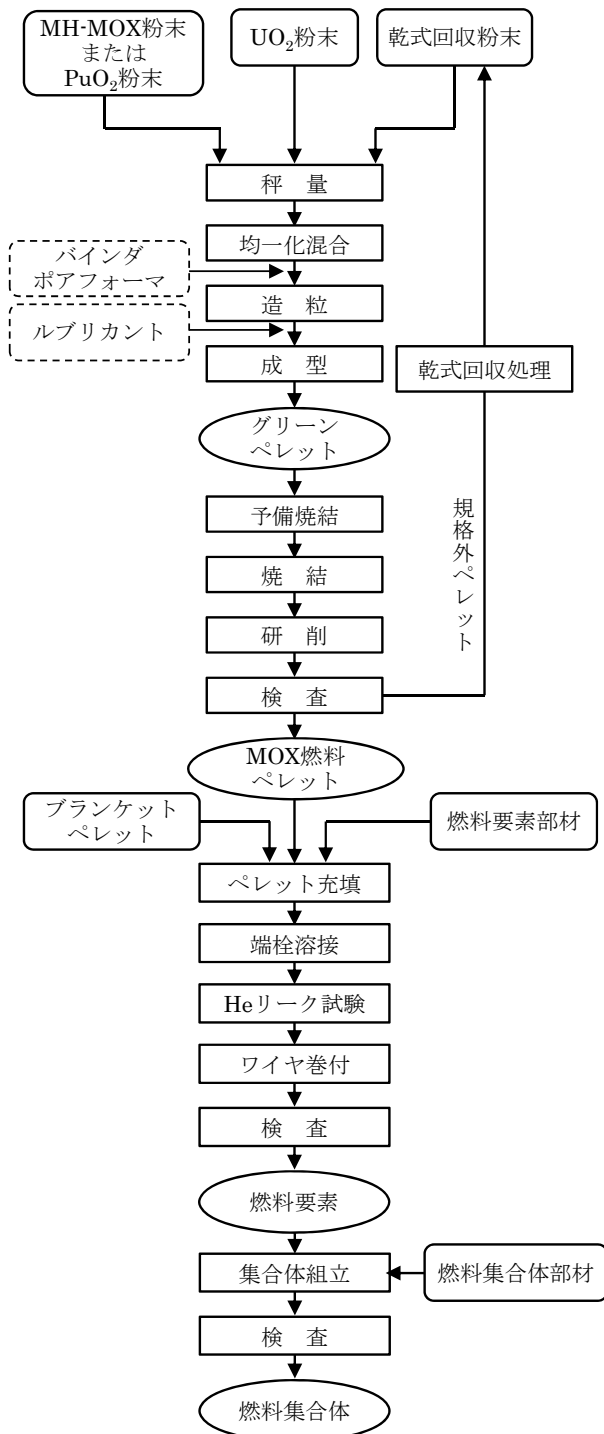 MH-MOX粉末
または
PuO₂粉末
UO₂粉末
乾式回収粉末
秤　量
均一化混合
バインダ
ポアフォーマ
造　粒
ルブリカント
成　型
乾式回収処理
グリーン
ペレット
予備焼結
規格外ペレット
焼　結
研　削
検　査
MOX燃料
ペレット
ブランケット
ペレット
燃料要素部材
ペレット充填
端栓溶接
Heリーク試験
ワイヤ巻付
検　査
燃料要素
集合体組立
燃料集合体部材
検　査
燃料集合体